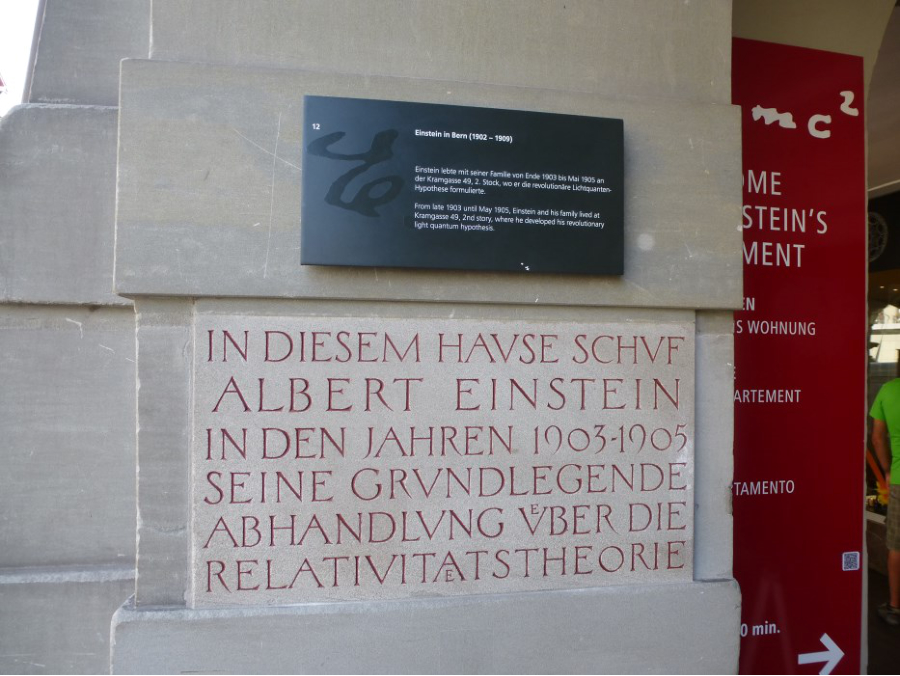 12
Einstein in Bern (1902 – 1909)
Einstein lebte mit seiner Familie von Ende 1903 bis Mai 1905 an
der Kramgasse 49, 2. Stock, wo er die revolutionäre Lichtquanten-
Hypothese formulierte.
From late 1903 until May 1905, Einstein and his family lived at
Kramgasse 49, 2nd story, where he developed his revolutionary
light quantum hypothesis.
IN DIESEM HAVSE SCHVF
ALBERT EINSTEIN
IN DEN JAHREN 1903-1905
SEINE GRVNDLEGENDE
ABHANDLVNG VͤBER DIE
RELATIVITAͤTSTHEORIE
mc²
OME
STEIN'S
MENT
EN
S WOHNUNG
E
ARTEMENT
TAMENTO
0 min.